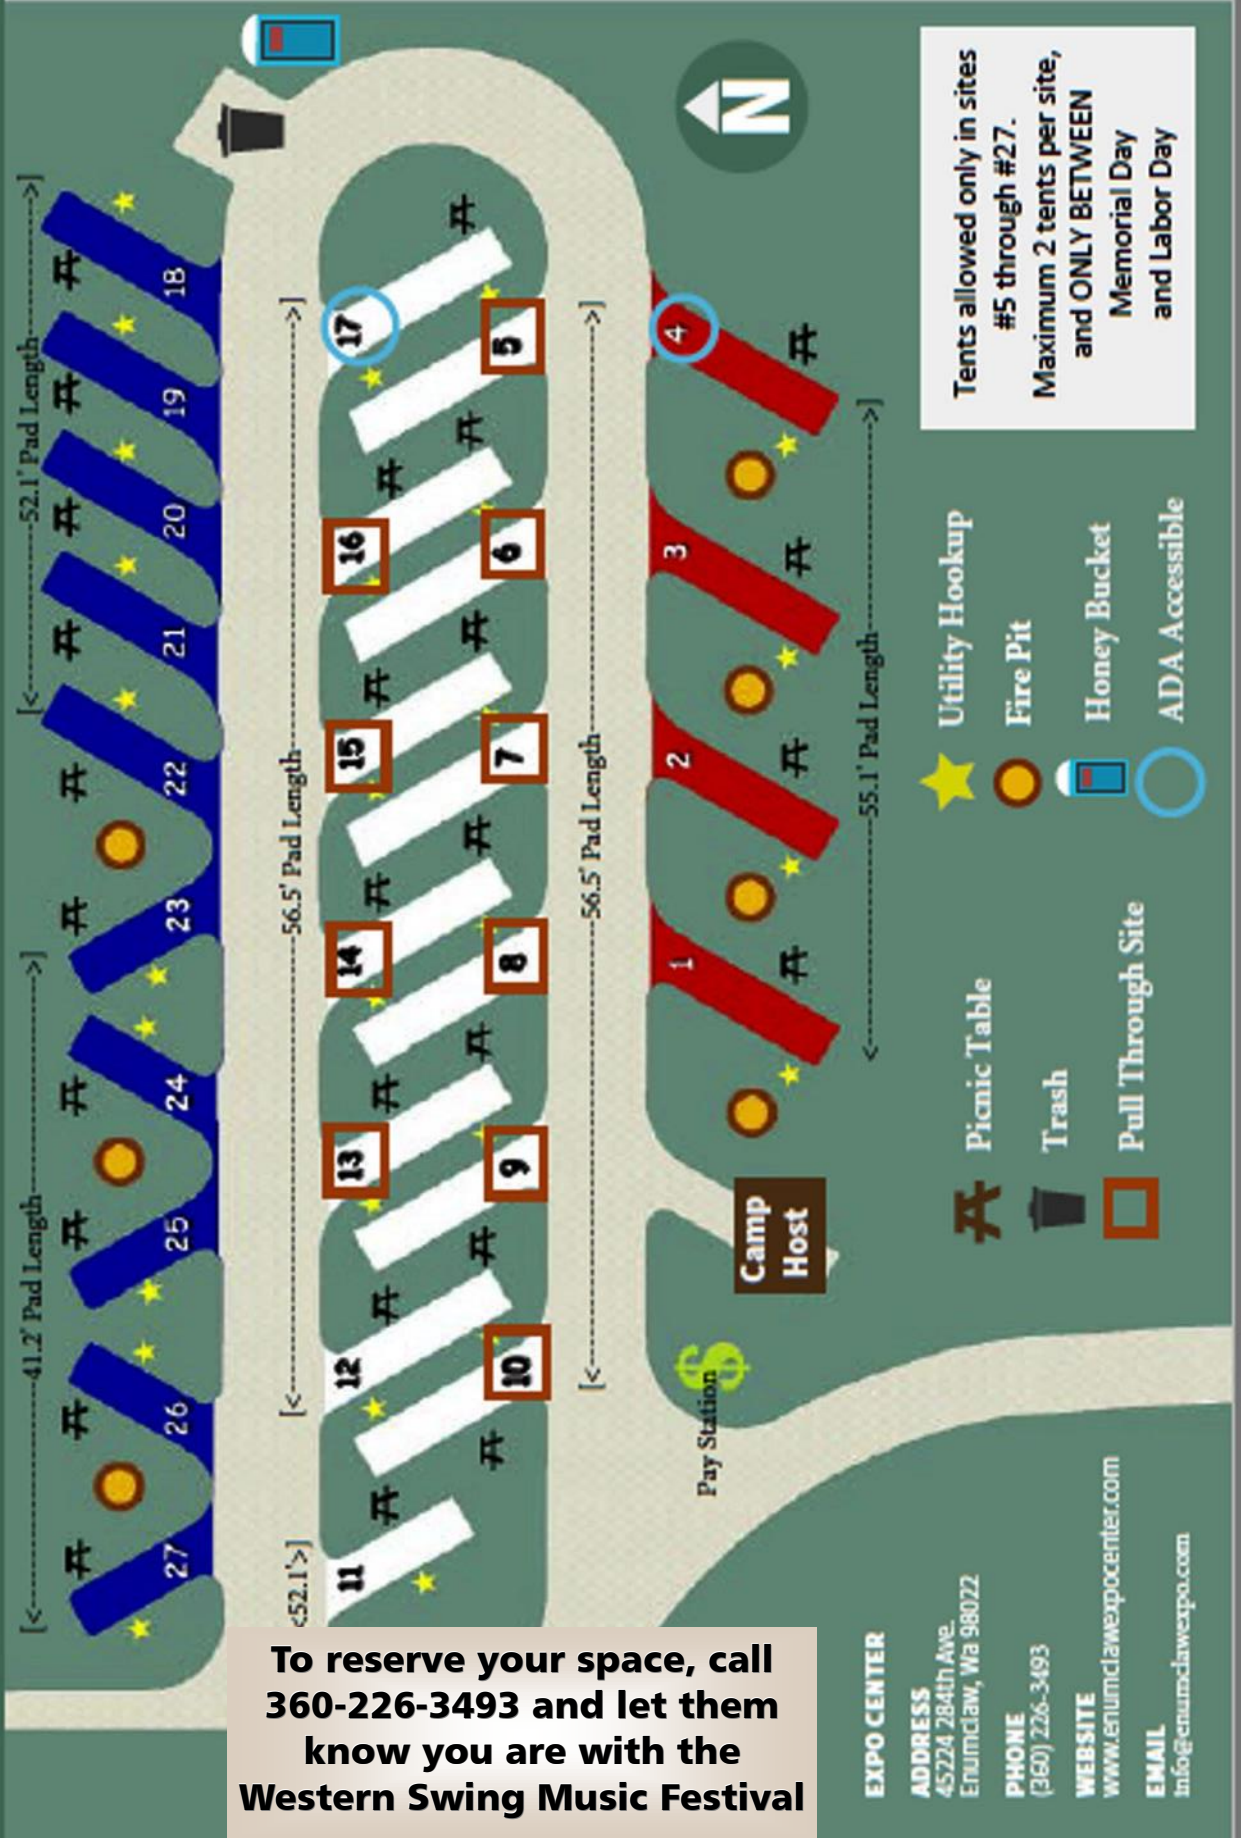 [<----------41.2' Pad Length---------->]
[<----------52.1' Pad Length---------->]
27
26
25
24
23
22
21
20
19
18
<52.1'>]
[<----------56.5' Pad Length---------->]
11
12
13
14
15
16
17
10
9
8
7
6
5
[<----------56.5' Pad Length---------->]
1
2
3
4
<----------55.1' Pad Length---------->]
Pay Station
$
Camp
Host
N
Tents allowed only in sites
#5 through #27.
Maximum 2 tents per site,
and ONLY BETWEEN
Memorial Day
and Labor Day
Picnic Table
Trash
Pull Through Site
Utility Hookup
Fire Pit
Honey Bucket
ADA Accessible
EXPO CENTER
ADDRESS
45224 284th Ave.
Enumclaw, Wa 98022
PHONE
(360) 226-3493
WEBSITE
www.enumclawexpocenter.com
EMAIL
info@enumclawexpo.com
To reserve your space, call
360-226-3493 and let them
know you are with the
Western Swing Music Festival